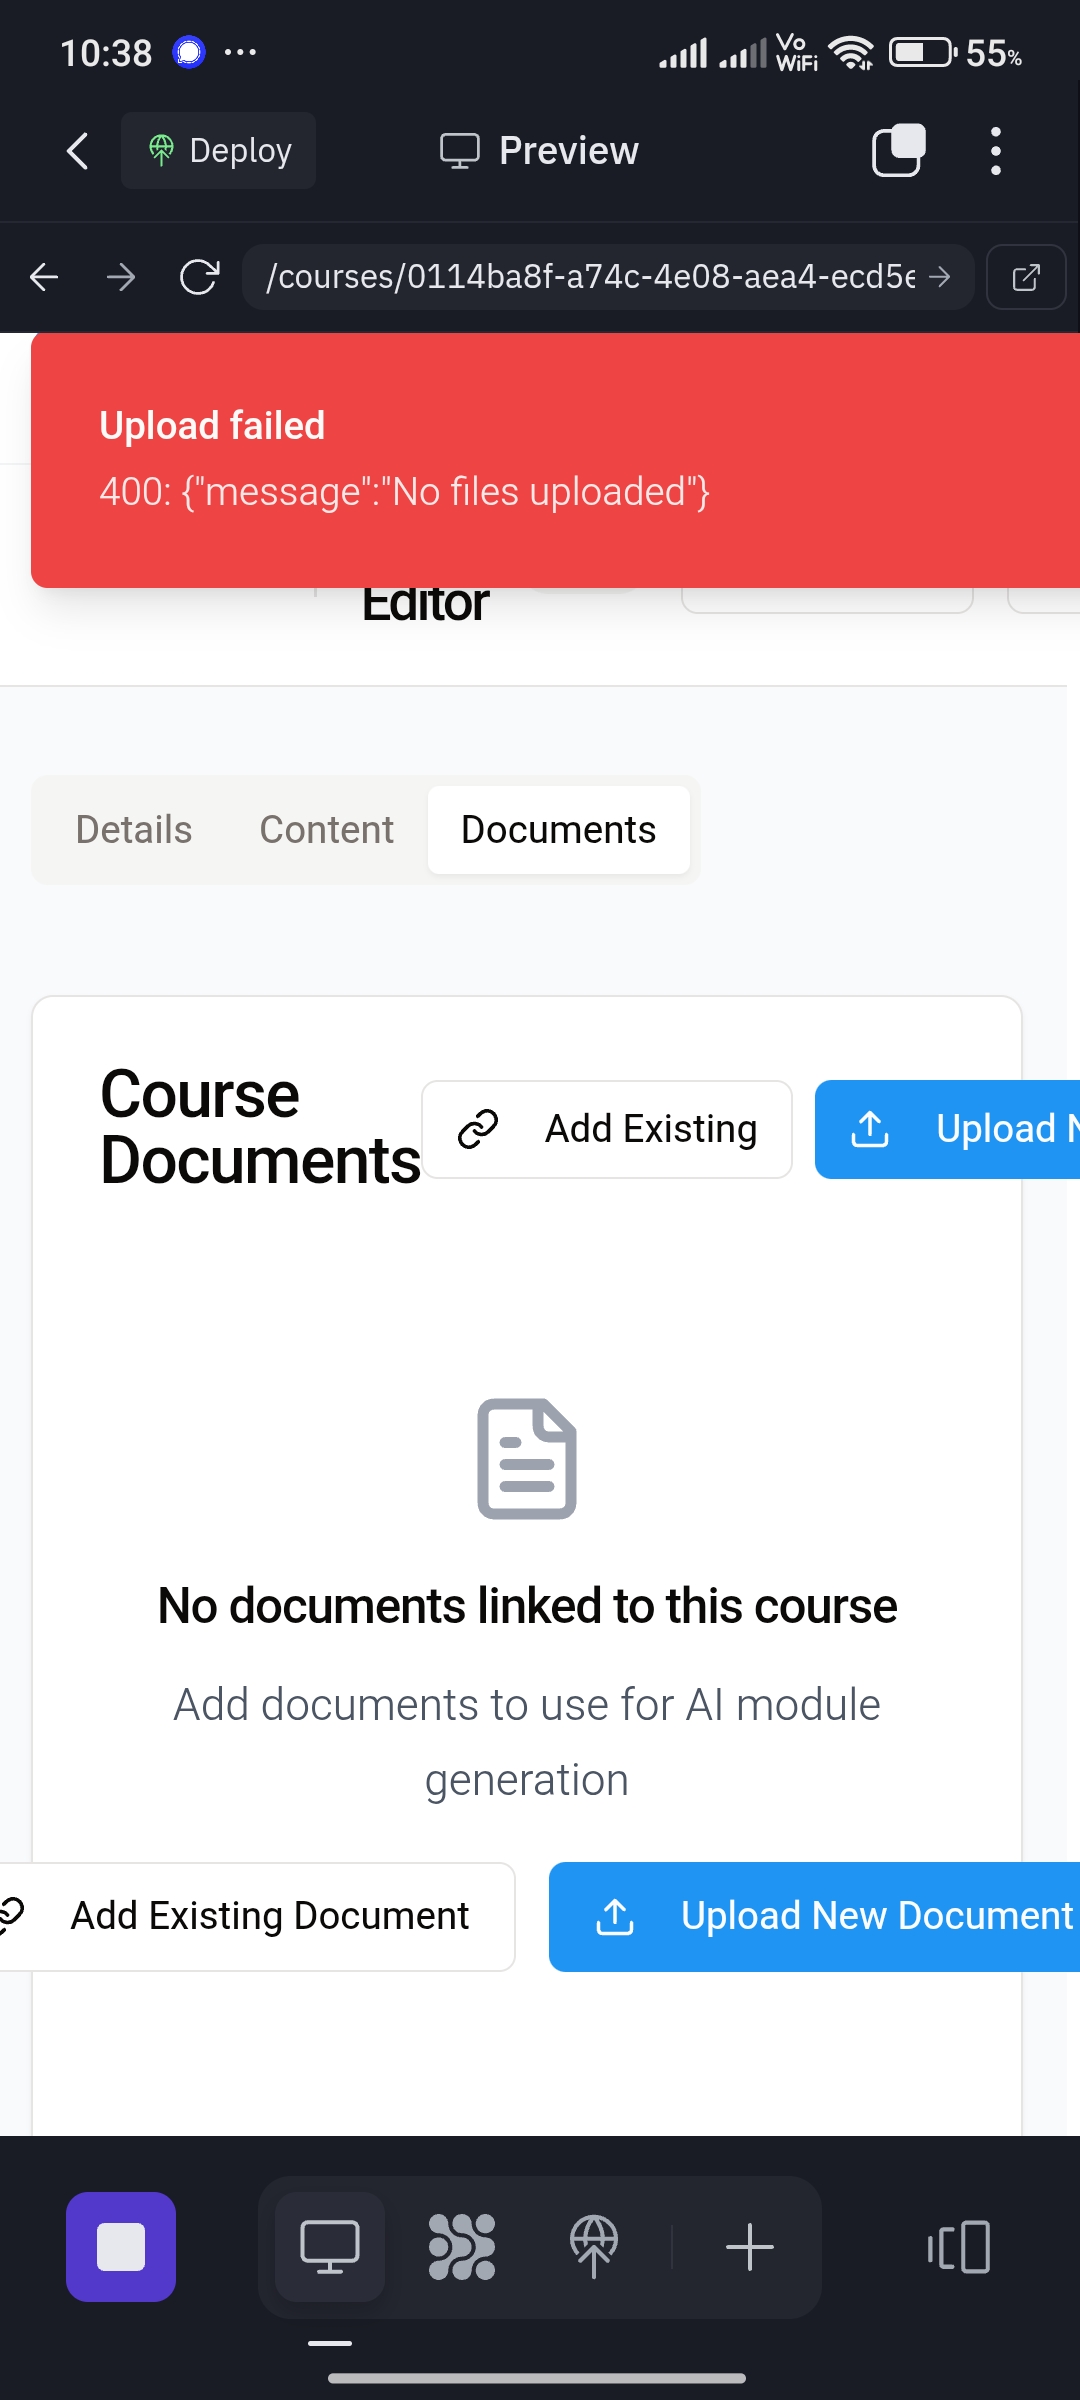 10:38
Vo
WiFi
55%
Deploy
Preview
/courses/0114ba8f-a74c-4e08-aea4-ecd5e
Upload failed
400: {"message":"No files uploaded"}
Editor
Details
Content
Documents
Course
Documents
Add Existing
Upload N
No documents linked to this course
Add documents to use for AI module
generation
Add Existing Document
Upload New Document